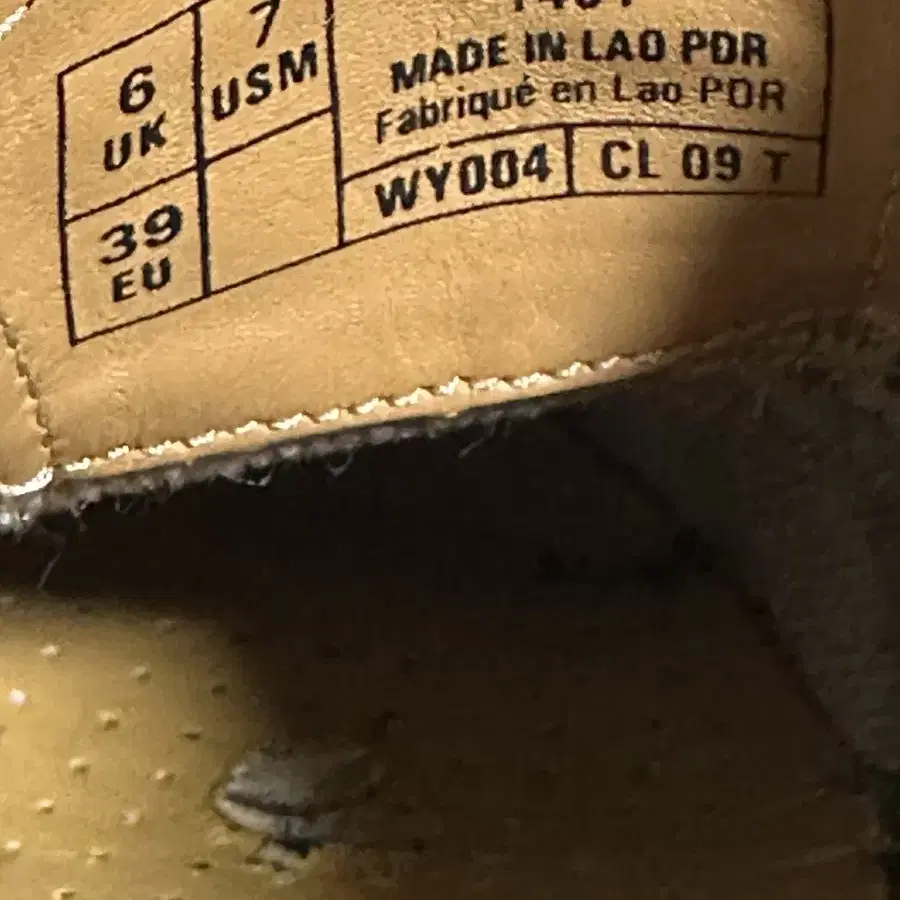 6
UK
7
USM
39
EU
MADE IN LAO PDR
Fabriqué en Lao PDR
WY004
CL 09 T